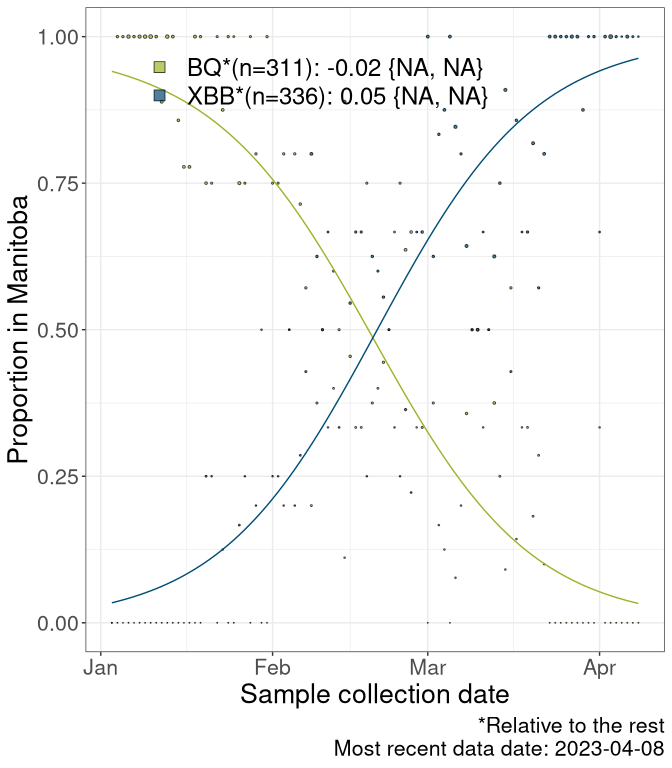 1.00
BQ*(n=311): -0.02 {NA, NA}
XBB*(n=336): 0.05 {NA, NA}
0.75
Proportion in Manitoba
0.50
0.25
0.00
Jan Feb Mar Apr
Sample collection date
*Relative to the rest
Most recent data date: 2023-04-08